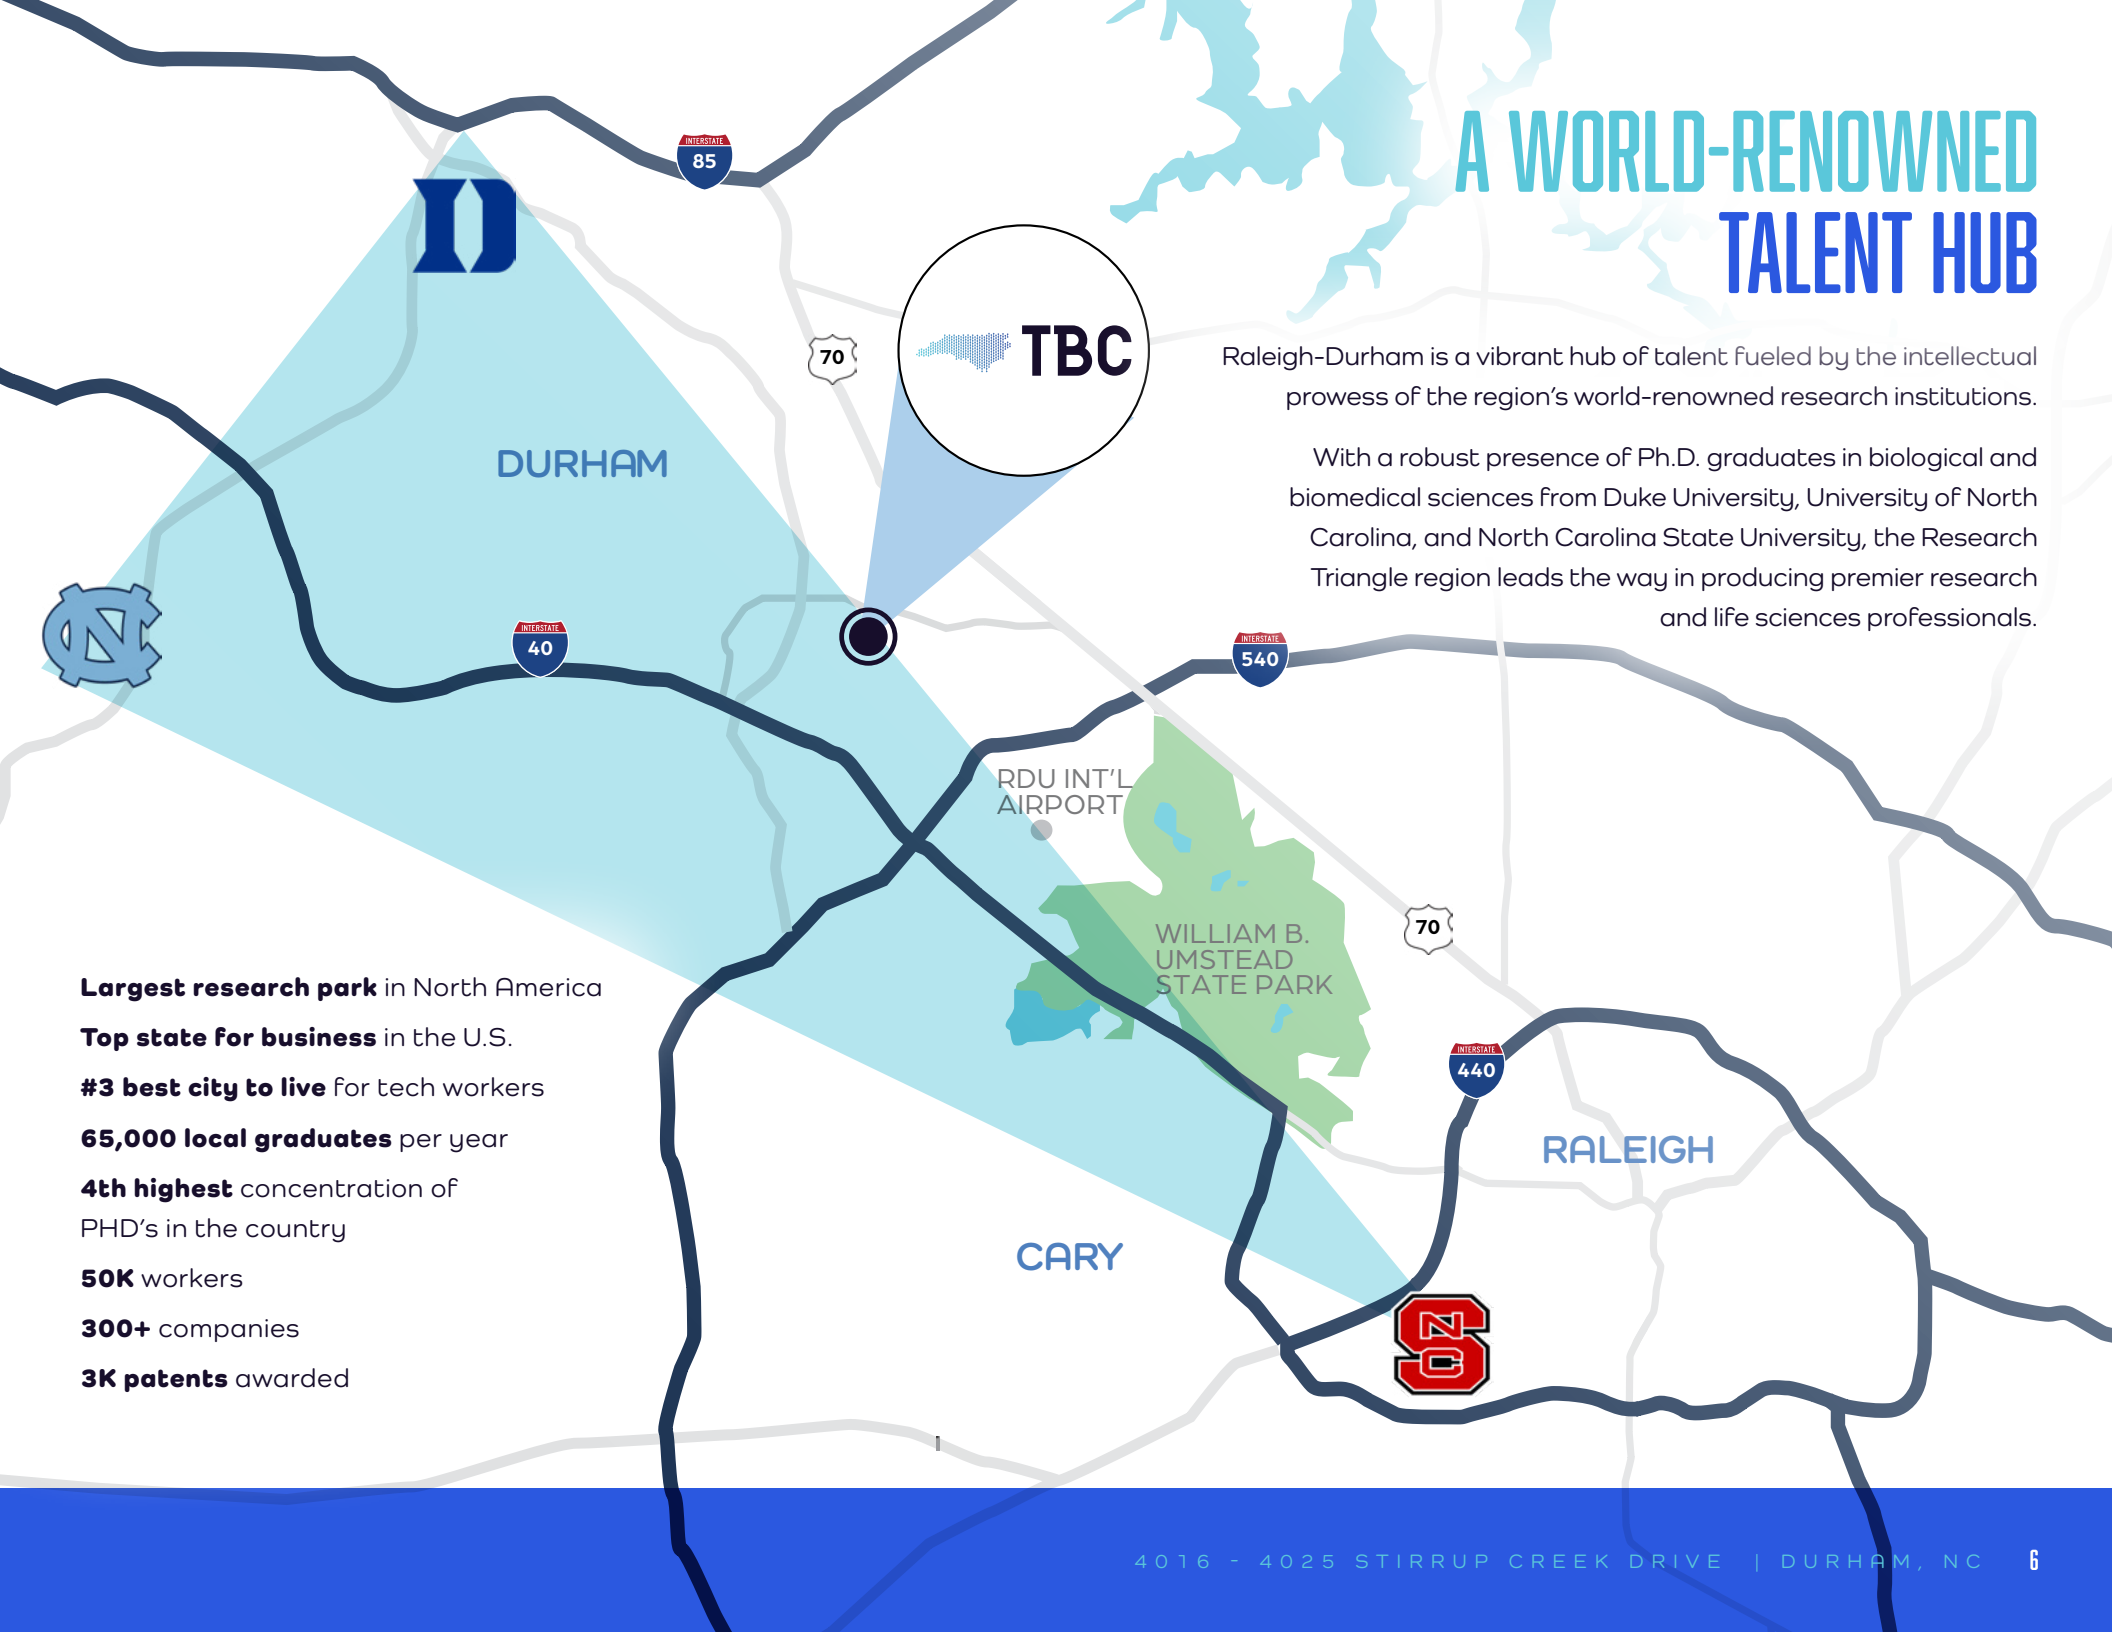 A WORLD-RENOWNED
TALENT HUB
Raleigh-Durham is a vibrant hub of talent fueled by the intellectual
prowess of the region's world-renowned research institutions.
With a robust presence of Ph.D. graduates in biological and
biomedical sciences from Duke University, University of North
Carolina, and North Carolina State University, the Research
Triangle region leads the way in producing premier research
and life sciences professionals.
INTERSTATE
85
D
70
TBC
DURHAM
NC
INTERSTATE
40
INTERSTATE
540
RDU INT'L
AIRPORT
WILLIAM B.
UMSTEAD
STATE PARK
70
INTERSTATE
440
RALEIGH
CARY
NCS
Largest research park in North America
Top state for business in the U.S.
#3 best city to live for tech workers
65,000 local graduates per year
4th highest concentration of
PHD's in the country
50K workers
300+ companies
3K patents awarded
4016 - 4025 STIRRUP CREEK DRIVE | DURHAM, NC 6